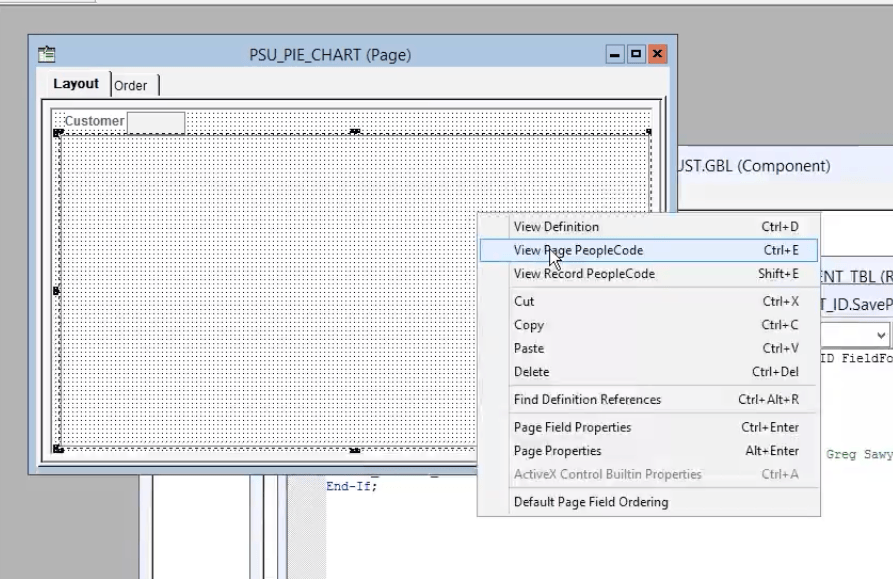 PSU_PIE_CHART (Page)
Layout Order
Customer
UST.GBL (Component)
View Definition Ctrl+D
View Page PeopleCode Ctrl+E
View Record PeopleCode Shift+E
Cut Ctrl+X
Copy Ctrl+C
Paste Ctrl+V
Delete Ctrl+Del
Find Definition References Ctrl+Alt+R
Page Field Properties Ctrl+Enter
Page Properties Alt+Enter
ActiveX Control Builtin Properties Ctrl+A
Default Page Field Ordering
ENT_TBL (R
T_ID.SaveP
ID FieldFo
Greg Sawy
End-If;